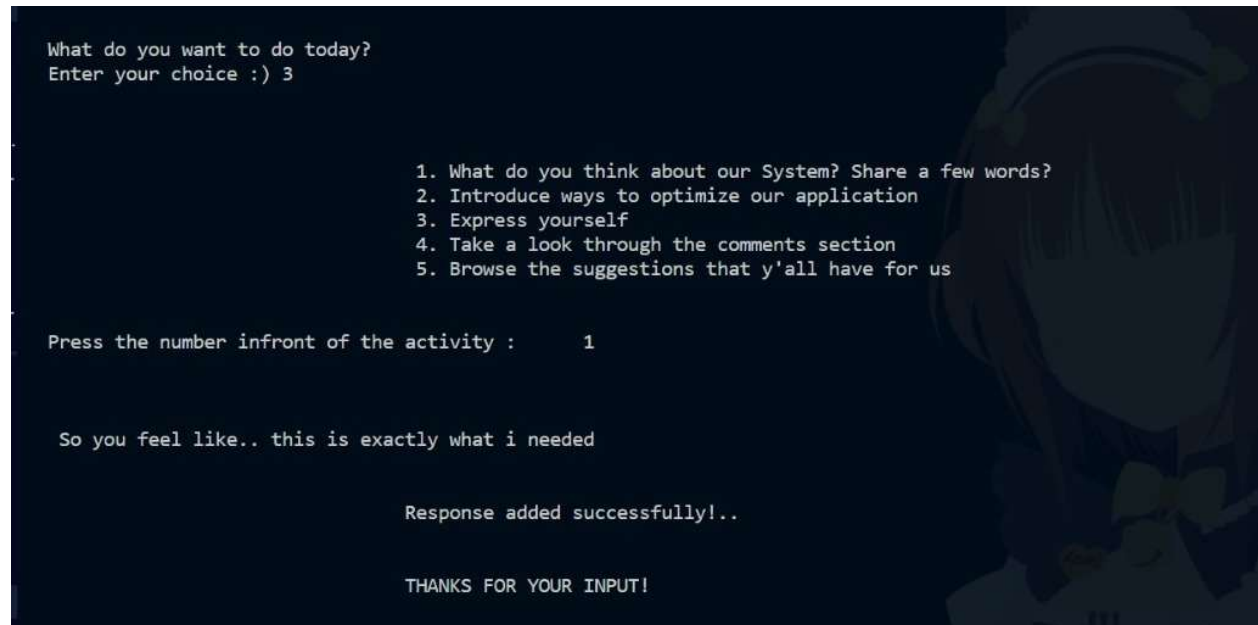 What do you want to do today?
Enter your choice :) 3
1. What do you think about our System? Share a few words?
2. Introduce ways to optimize our application
3. Express yourself
4. Take a look through the comments section
5. Browse the suggestions that y'all have for us
Press the number infront of the activity : 1
So you feel like.. this is exactly what i needed
Response added successfully!..
THANKS FOR YOUR INPUT!